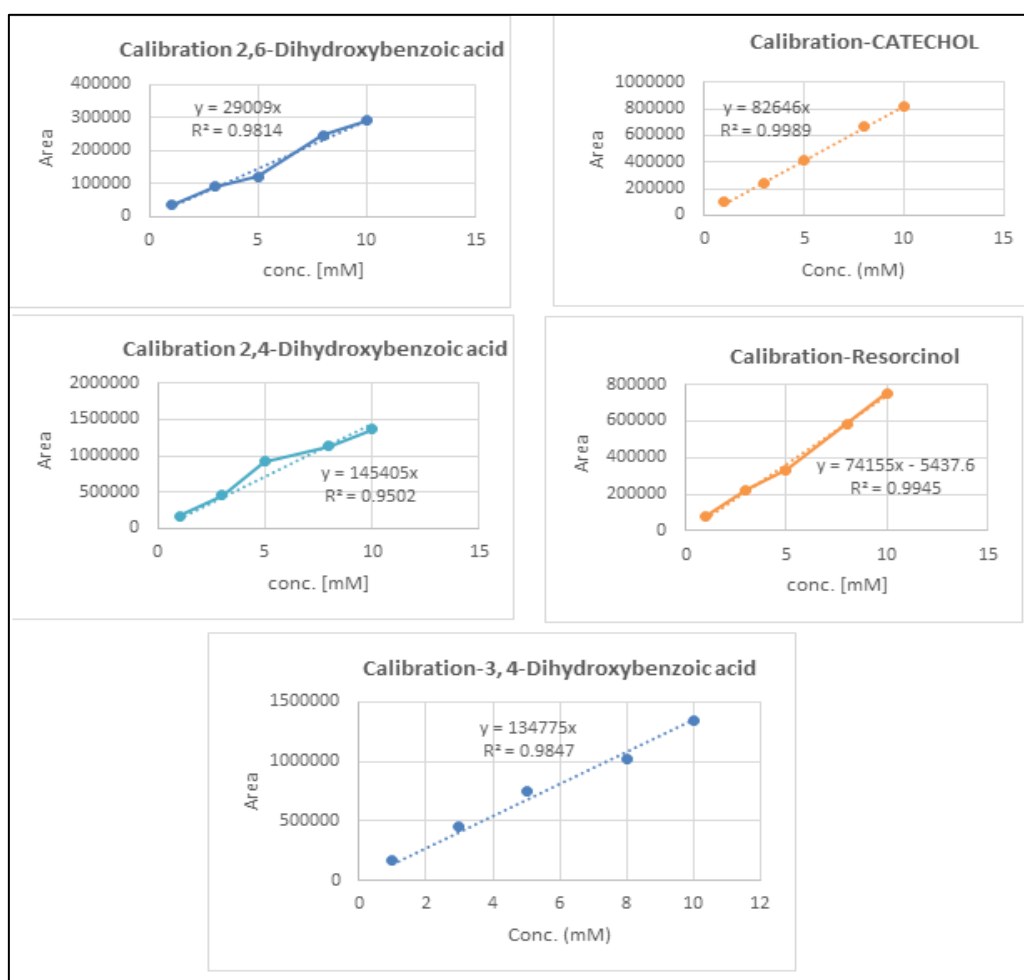 Calibration 2,6-Dihydroxybenzoic acid
400000
300000
200000
100000
0
y = 29009x
R² = 0.9814
Area
0
5
10
15
conc. [mM]
Calibration-CATECHOL
1000000
800000
600000
400000
200000
0
y = 82646x
R² = 0.9989
Area
0
5
10
15
Conc. (mM)
Calibration 2,4-Dihydroxybenzoic acid
2000000
1500000
1000000
500000
0
y = 145405x
R² = 0.9502
Area
0
5
10
15
conc. [mM]
Calibration-Resorcinol
800000
600000
400000
200000
0
y = 74155x - 5437.6
R² = 0.9945
Area
0
5
10
15
conc. [mM]
Calibration-3, 4-Dihydroxybenzoic acid
1500000
1000000
500000
0
y = 134775x
R² = 0.9847
Area
0
2
4
6
8
10
12
Conc. (mM)